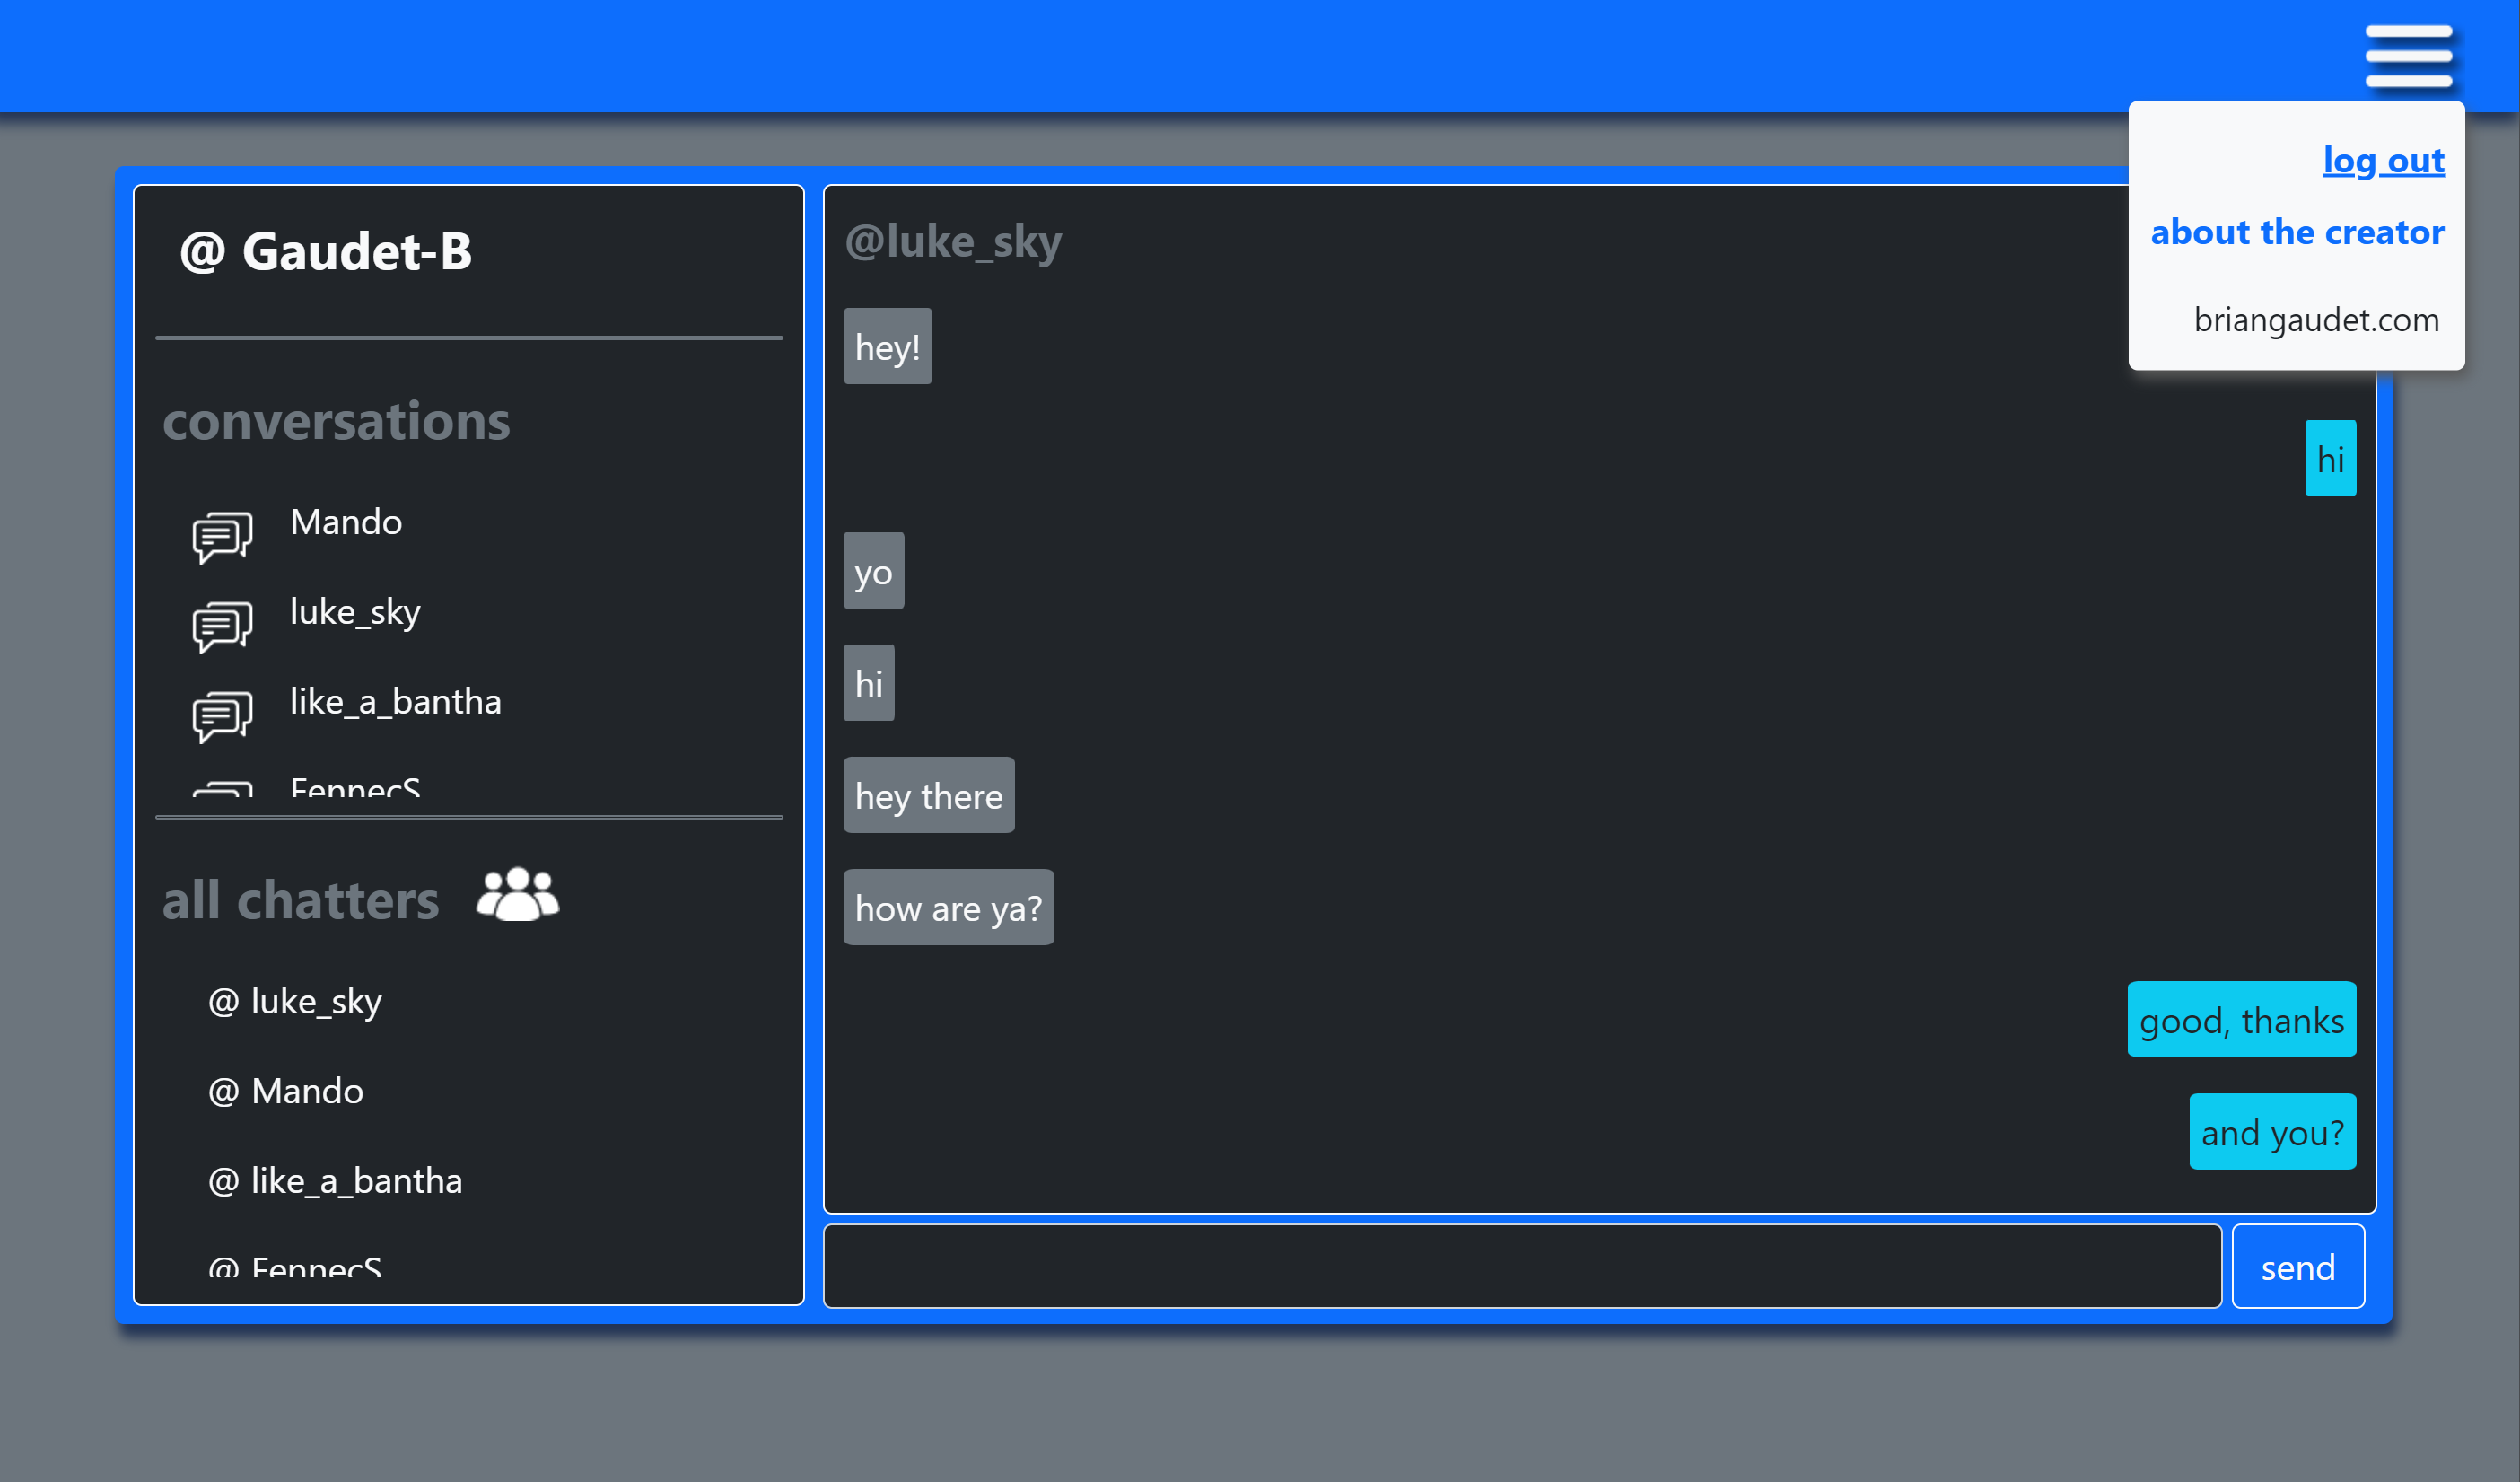 log out
about the creator
briangaudet.com
@ Gaudet-B
conversations
Mando
luke_sky
like_a_bantha
FennecS
all chatters
@ luke_sky
@ Mando
@ like_a_bantha
@ FennecS
@luke_sky
hey!
hi
yo
hi
hey there
how are ya?
good, thanks
and you?
send